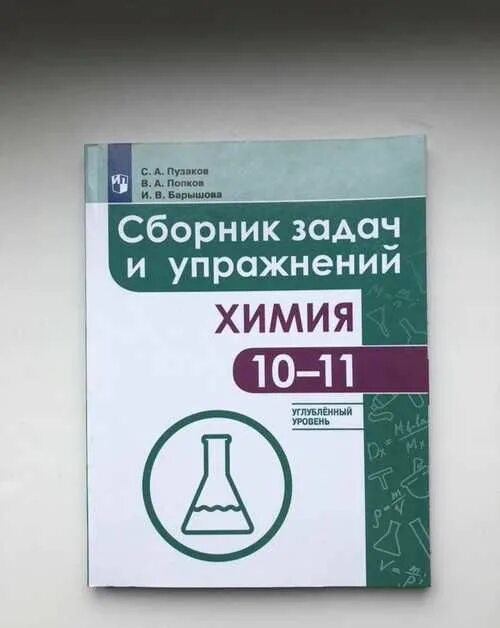 С. А. Пузаков
В. А. Попков
И. В. Барышова
Сборник задач
и упражнений
ХИМИЯ
10–11
УГЛУБЛЁННЫЙ
УРОВЕНЬ